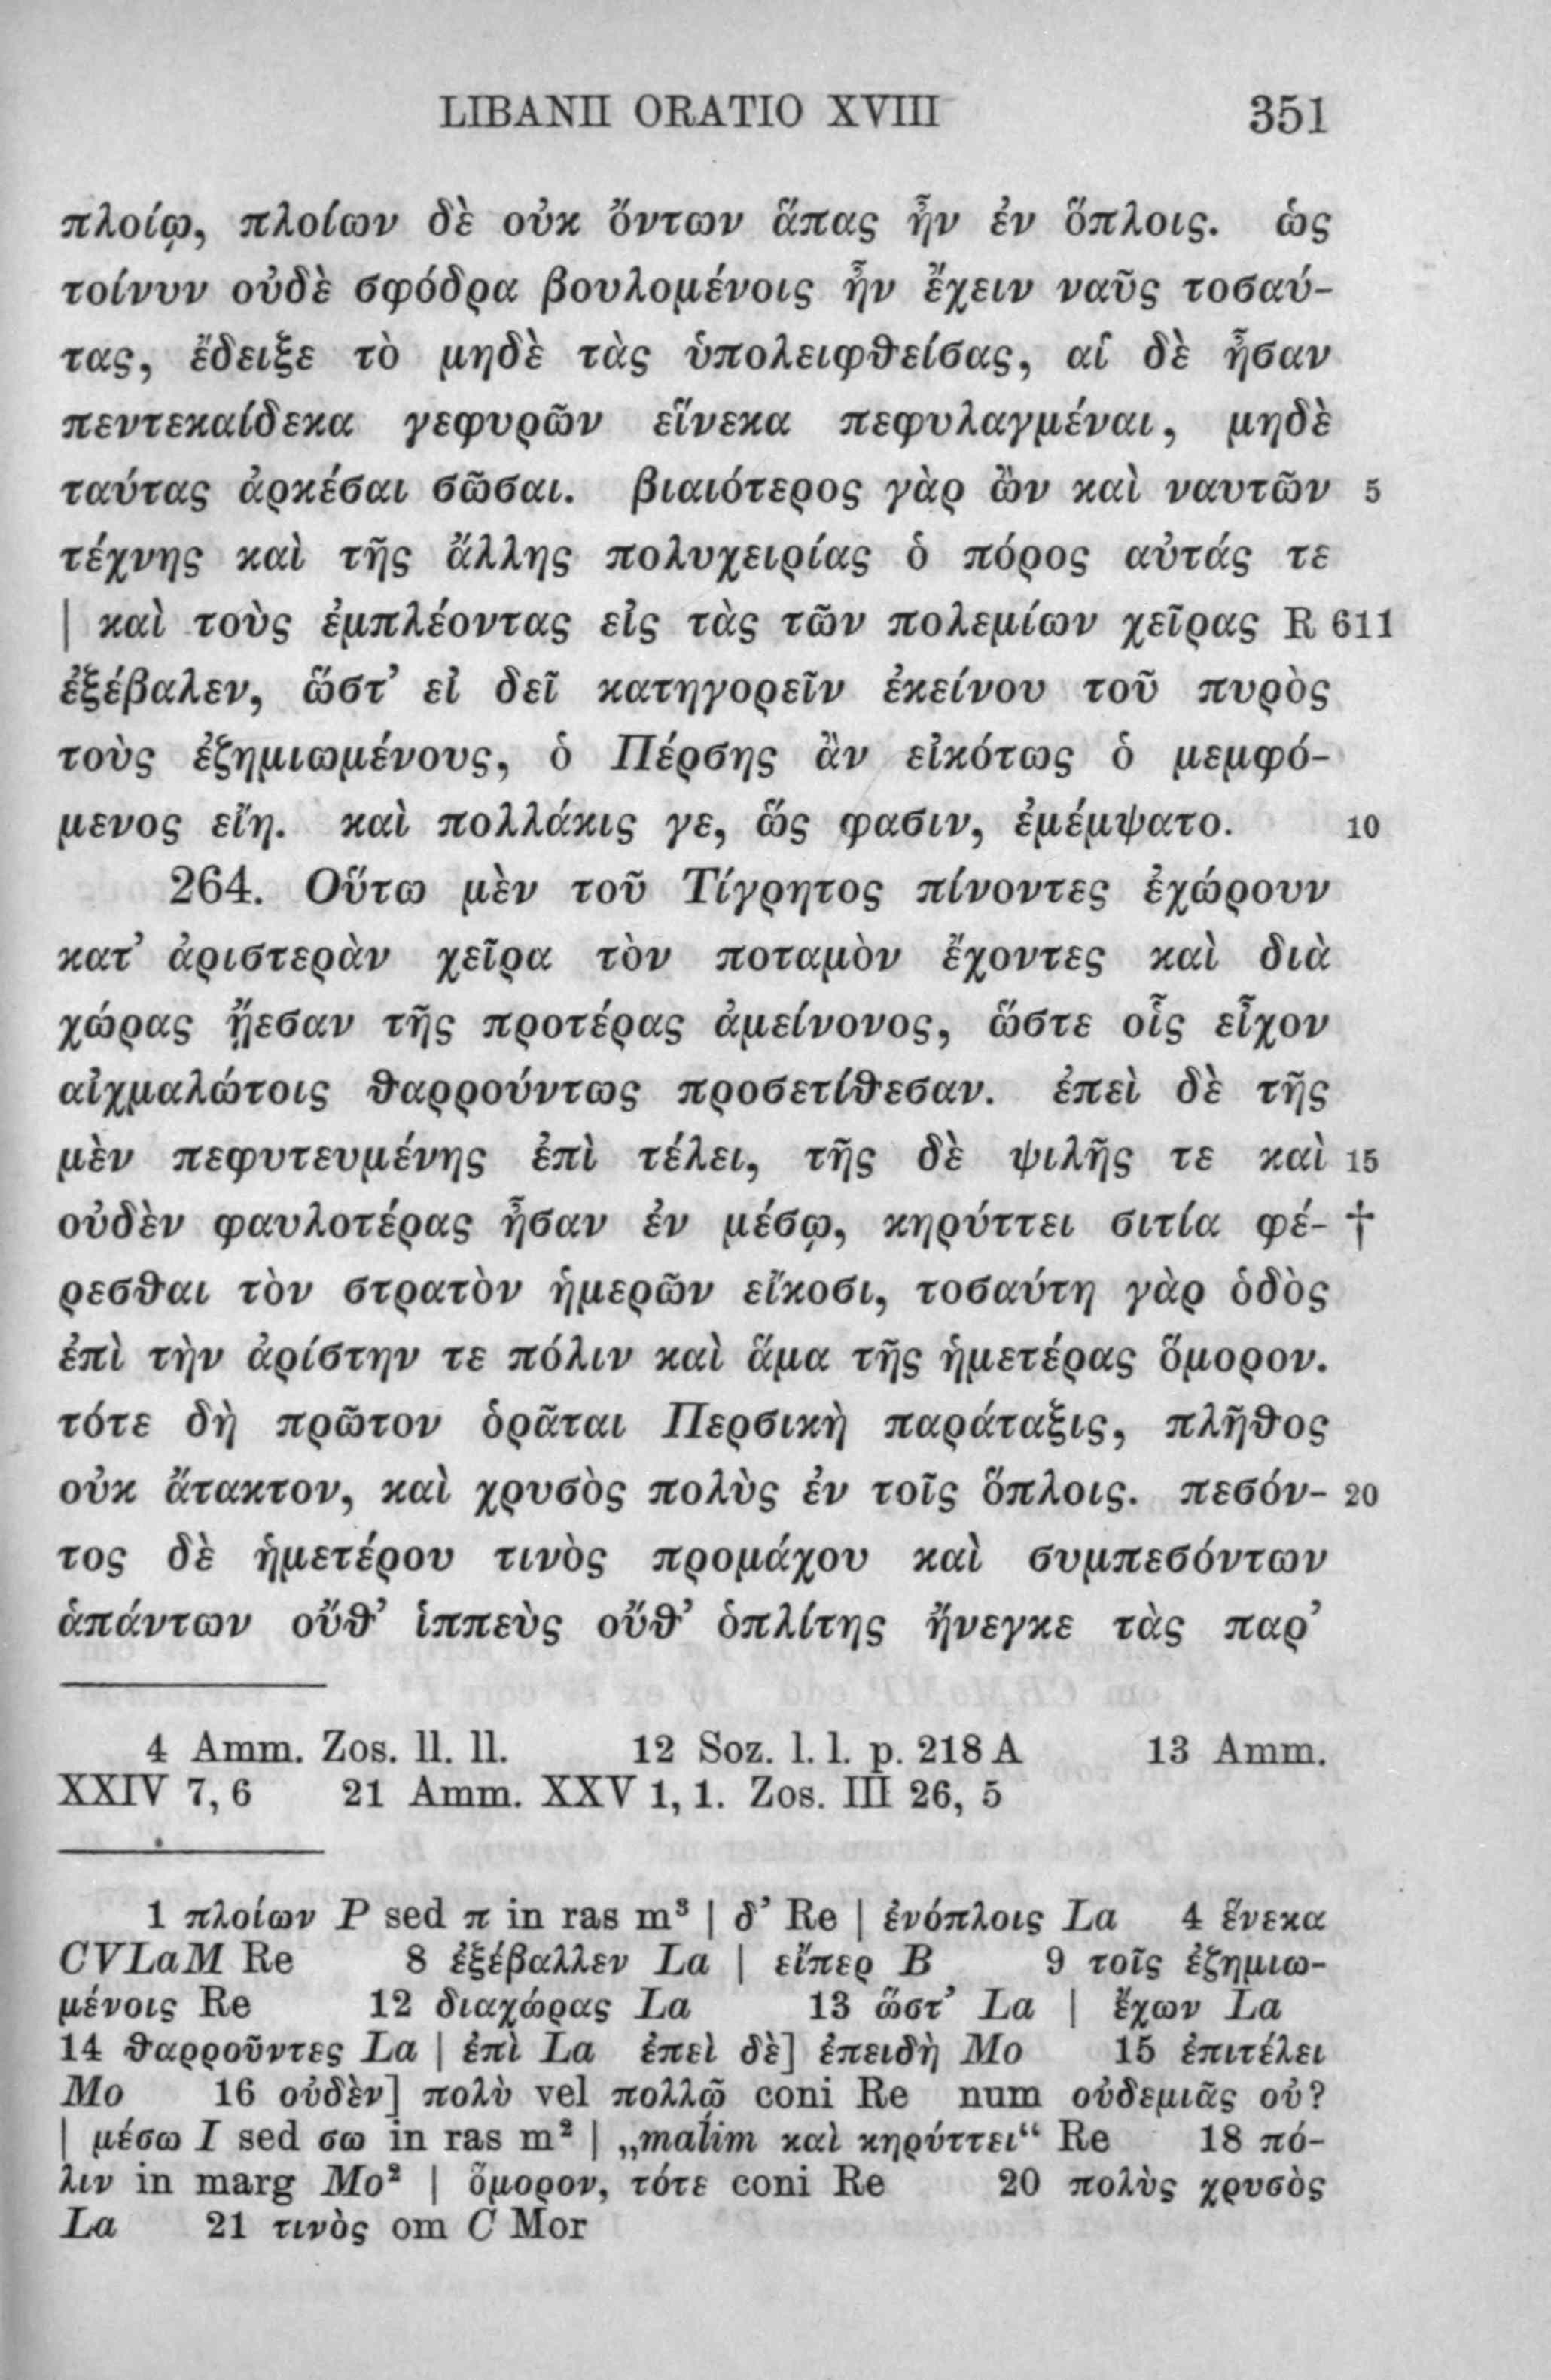 LIBANII ORATIO XVIII 351
πλοίῳ, πλοίων δὲ οὐκ ὄντων ἅπας ἦν ἐν ὅπλοις. ὡς
τοίνυν οὐδὲ σφόδρα βουλομένοις ἦν ἔχειν ναῦς τοσαύ-
τας, ἔδειξε τὸ μηδὲ τὰς ὑπολειφθείσας, αἳ δὲ ἦσαν
πεντεκαίδεκα γεφυρῶν εἵνεκα πεφυλαγμέναι, μηδὲ
ταύτας ἀρκέσαι σῶσαι. βιαιότερος γὰρ ὢν καὶ ναυτῶν 5
τέχνης καὶ τῆς ἄλλης πολυχειρίας ὁ πόρος αὐτάς τε
| καὶ τοὺς ἐμπλέοντας εἰς τὰς τῶν πολεμίων χεῖρας R 611
ἐξέβαλεν, ὥστ’ εἰ δεῖ κατηγορεῖν ἐκείνου τοῦ πυρὸς
τοὺς ἐζημιωμένους, ὁ Πέρσης ἂν εἰκότως ὁ μεμφό-
μενος εἴη. καὶ πολλάκις γε, ὥς φασιν, ἐμέμψατο. 10
264. Οὕτω μὲν τοῦ Τίγρητος πίνοντες ἐχώρουν
κατ’ ἀριστερὰν χεῖρα τὸν ποταμὸν ἔχοντες καὶ διὰ
χώρας ᾔεσαν τῆς προτέρας ἀμείνονος, ὥστε οἷς εἶχον
αἰχμαλώτοις θαρρούντως προσετίθεσαν. ἐπεὶ δὲ τῆς
μὲν πεφυτευμένης ἐπὶ τέλει, τῆς δὲ ψιλῆς τε καὶ 15
οὐδὲν φαυλοτέρας ἦσαν ἐν μέσῳ, κηρύττει σιτία φέ- †
ρεσθαι τὸν στρατὸν ἡμερῶν εἴκοσι, τοσαύτη γὰρ ὁδὸς
ἐπὶ τὴν ἀρίστην τε πόλιν καὶ ἅμα τῆς ἡμετέρας ὅμορον.
τότε δὴ πρῶτον ὁρᾶται Περσικὴ παράταξις, πλῆθος
οὐκ ἄτακτον, καὶ χρυσὸς πολὺς ἐν τοῖς ὅπλοις. πεσόν- 20
τος δὲ ἡμετέρου τινὸς προμάχου καὶ συμπεσόντων
ἁπάντων οὔθ’ ἱππεὺς οὔθ’ ὁπλίτης ἤνεγκε τὰς παρ’
4 Amm. Zos. ll. ll. 12 Soz. l. l. p. 218 A 13 Amm.
XXIV 7, 6 21 Amm. XXV 1, 1. Zos. III 26, 5
1 πλοίων P sed π in ras m³ | δ’ Re | ἐνόπλοις La 4 ἕνεκα
CVLaM Re 8 ἐξέβαλλεν La | εἴπερ B 9 τοῖς ἐζημιω-
μένοις Re 12 διαχώρας La 13 ὥστ’ La | ἔχων La
14 θαρροῦντες La | ἐπὶ La ἐπεὶ δὲ] ἐπειδὴ Mo 15 ἐπιτέλει
Mo 16 οὐδὲν] πολὺ vel πολλῷ coni Re num οὐδεμιᾶς οὐ?
| μέσω I sed σω in ras m² | „malim καὶ κηρύττει“ Re 18 πό-
λιν in marg Mo² | ὅμορον, τότε coni Re 20 πολὺς χρυσὸς
La 21 τινὸς om C Mor